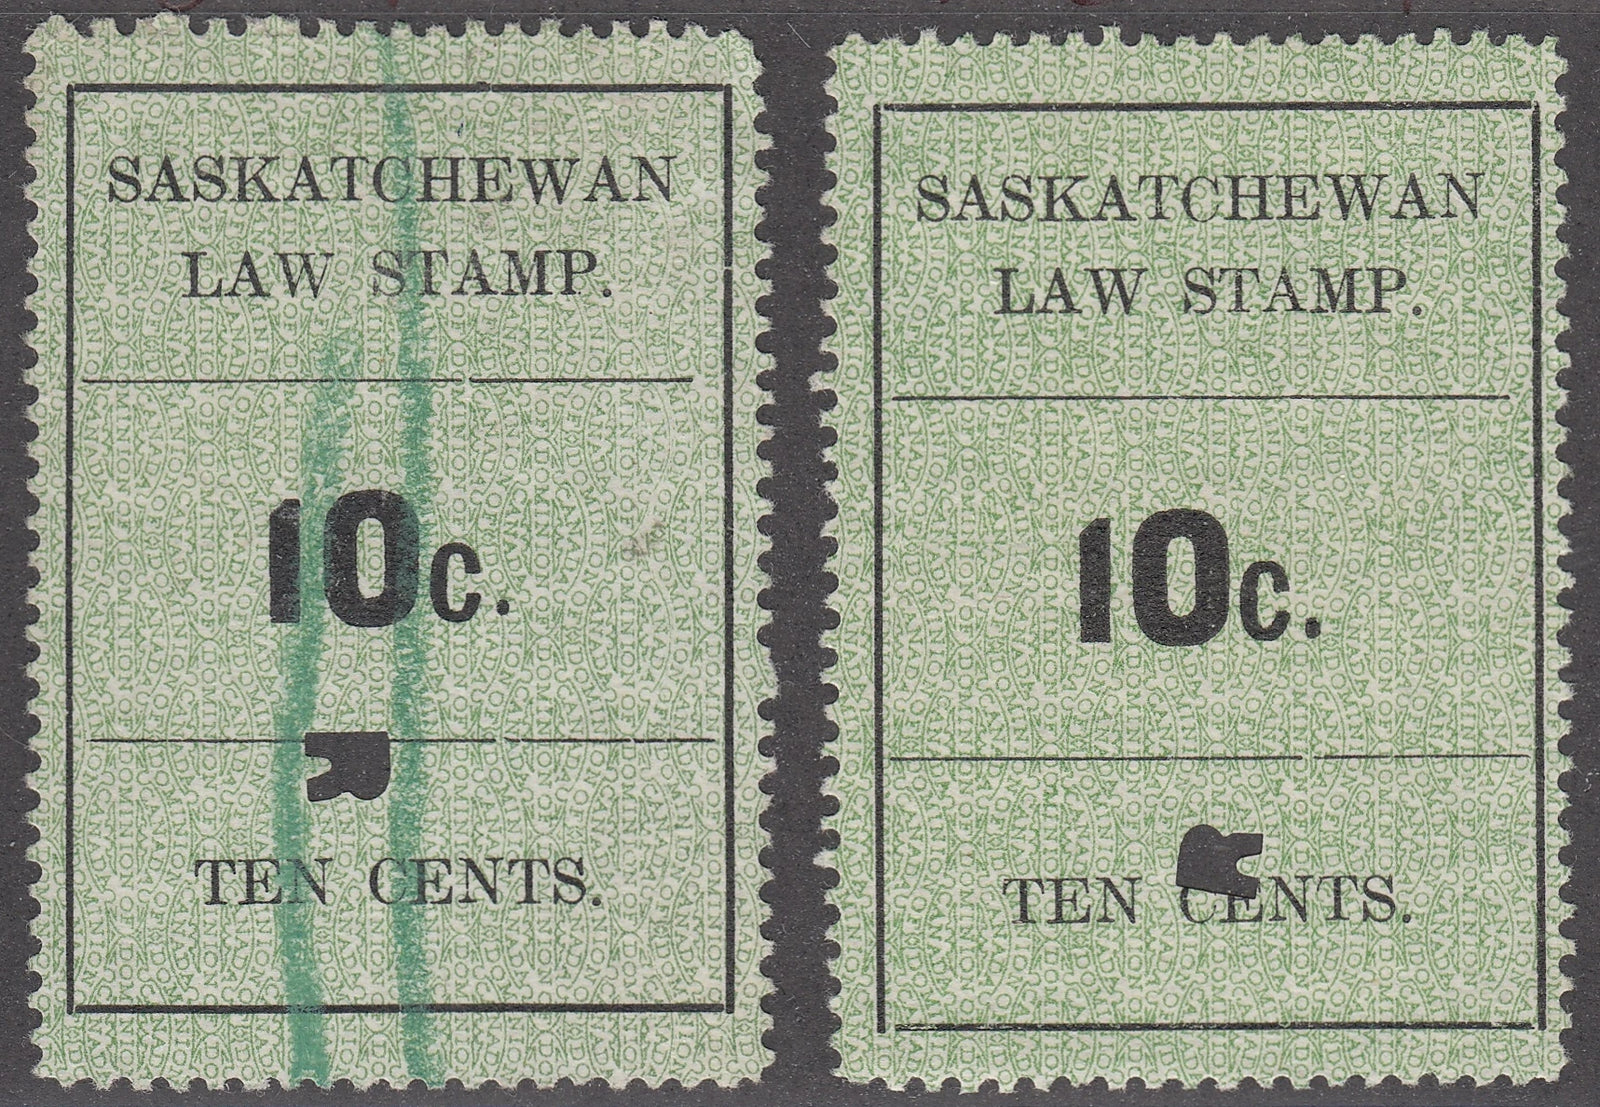 SASKATCHEWAN
LAW STAMP.
10c.
TEN CENTS.
SASKATCHEWAN
LAW STAMP.
10c.
TEN CENTS.